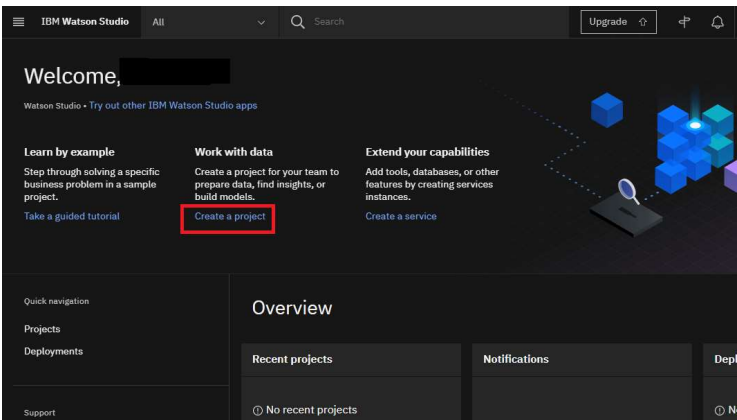 IBM Watson Studio
All
Search
Upgrade
Welcome,
Watson Studio • Try out other IBM Watson Studio apps
Learn by example
Step through solving a specific
business problem in a sample
project.
Take a guided tutorial
Work with data
Create a project for your team to
prepare data, find insights, or
build models.
Create a project
Extend your capabilities
Add tools, databases, or other
features by creating services
instances.
Create a service
Quick navigation
Projects
Deployments
Support
Overview
Recent projects
No recent projects
Notifications
Depl